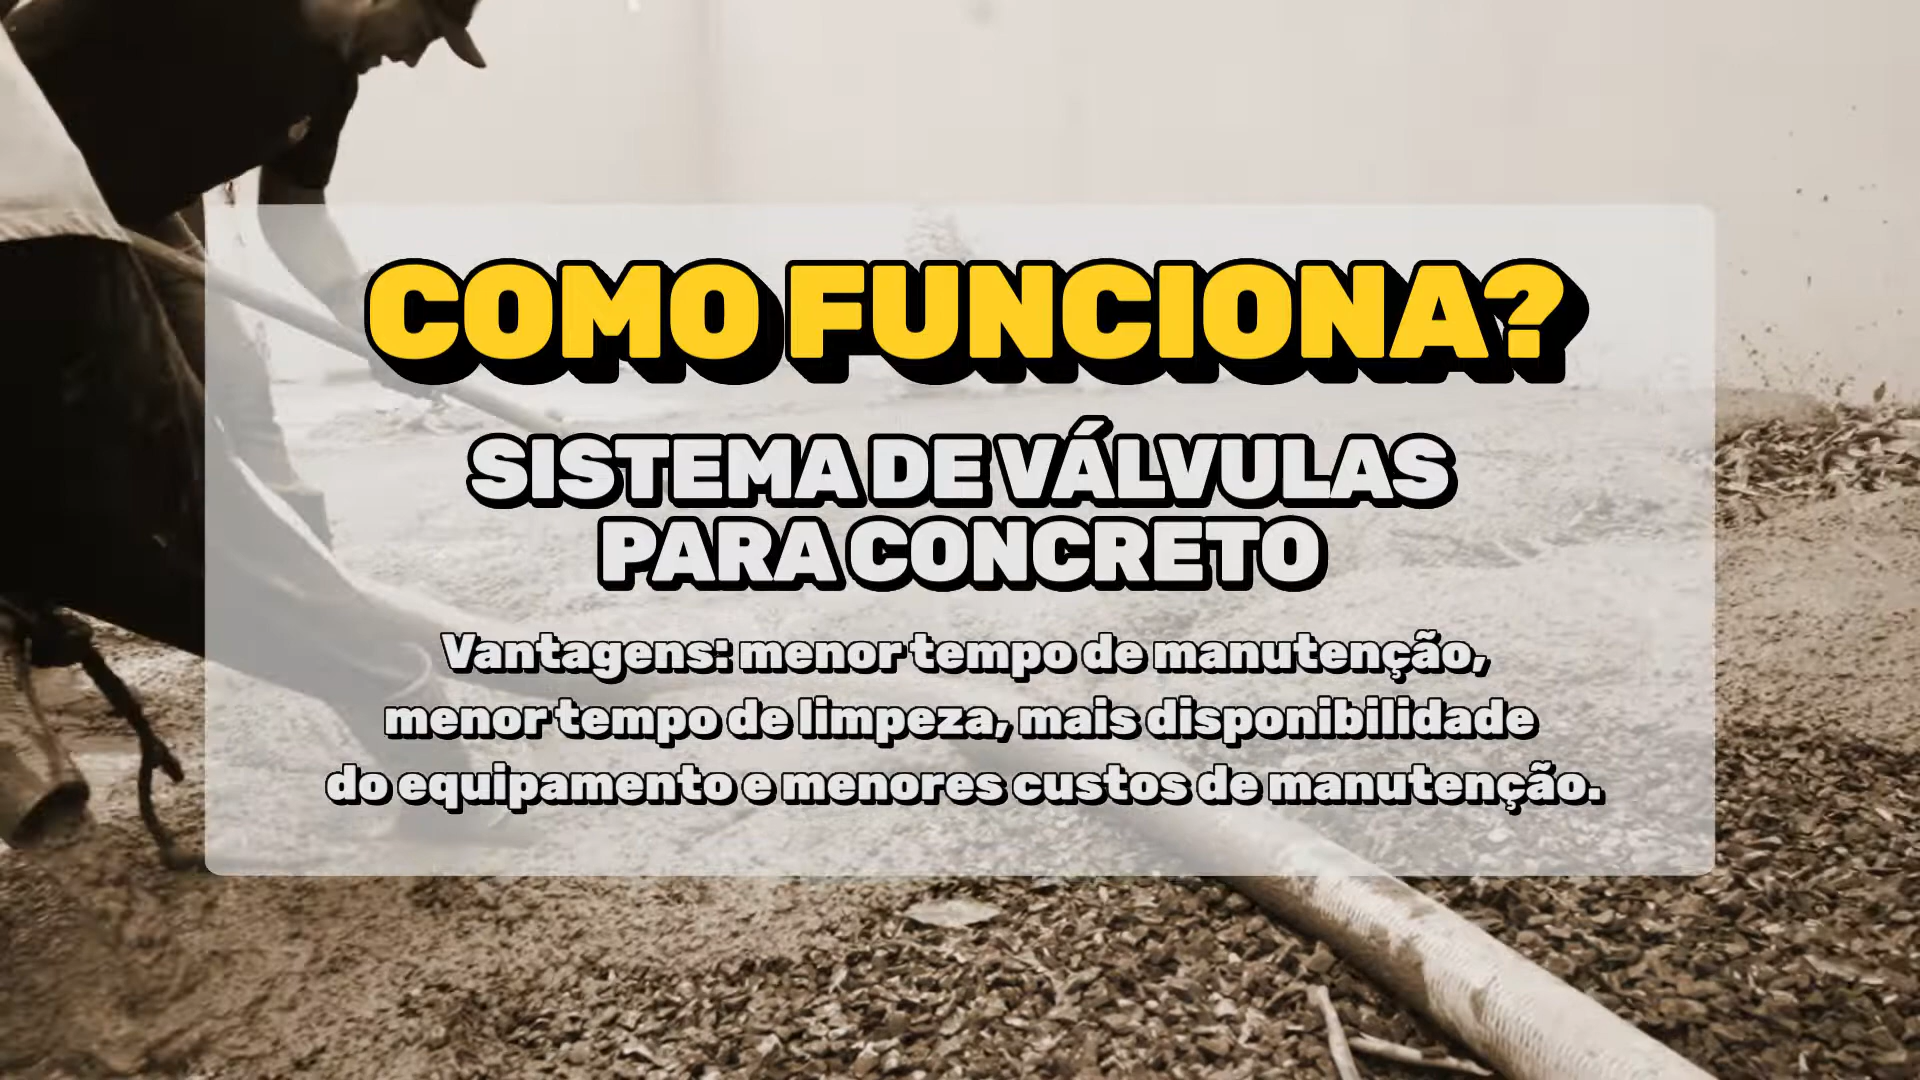 COMO FUNCIONA?
SISTEMA DE VÁLVULAS
PARA CONCRETO
Vantagens: menor tempo de manutenção,
menor tempo de limpeza, mais disponibilidade
do equipamento e menores custos de manutenção.